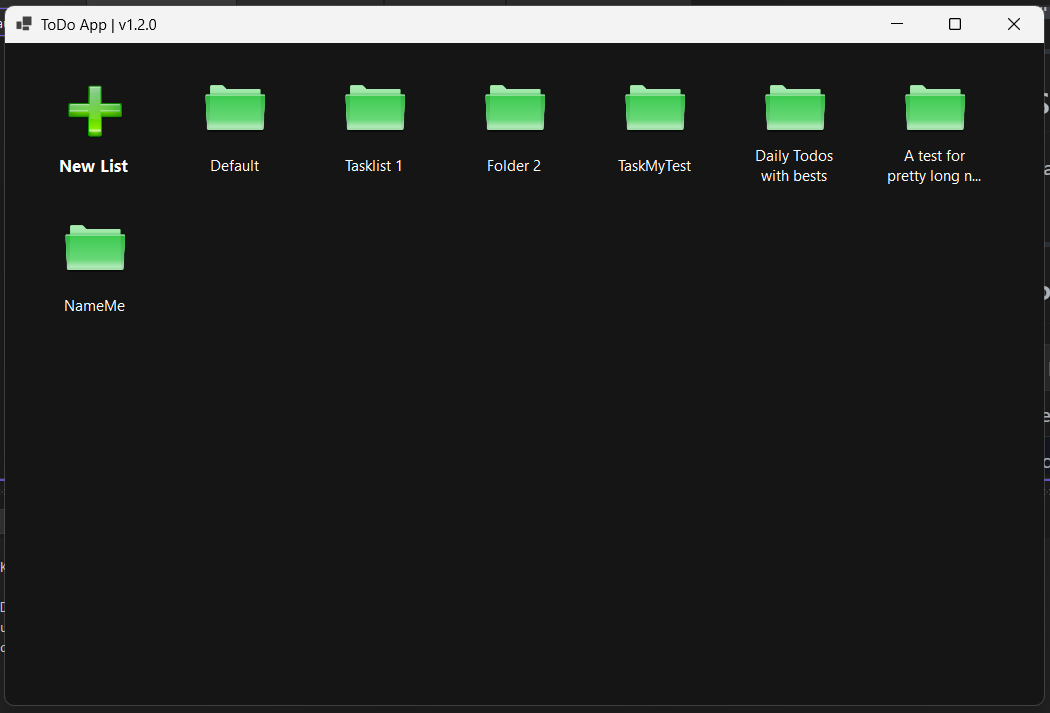 ToDo App | v1.2.0
New List
Default
Tasklist 1
Folder 2
TaskMyTest
Daily Todos
with bests
A test for
pretty long n...
NameMe